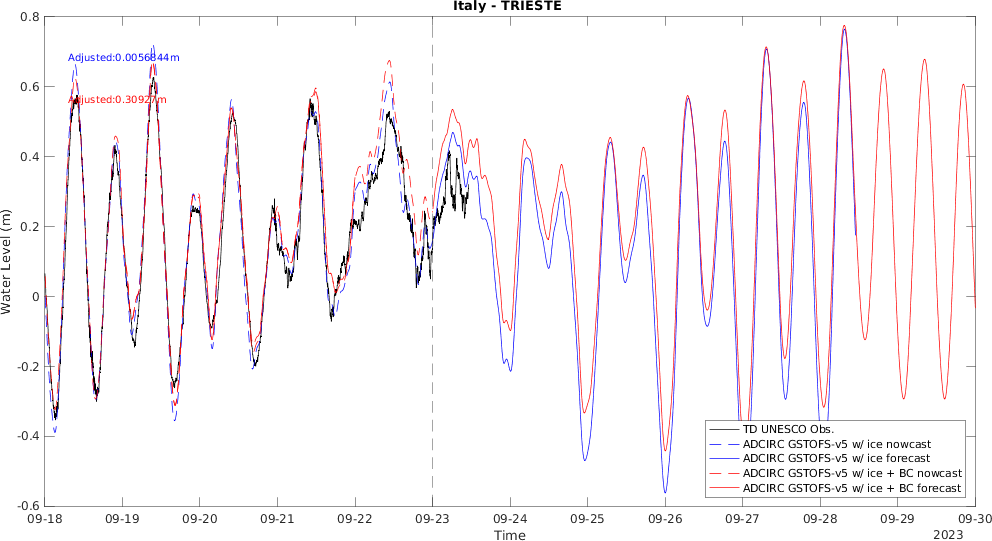 Italy - TRIESTE
0.8
Adjusted:0.0056844m
0.6
Adjusted:0.30927m
0.4
0.2
0
-0.2
-0.4
-0.6
Water Level (m)
TD UNESCO Obs.
ADCIRC GSTOFS-v5 w/ ice nowcast
ADCIRC GSTOFS-v5 w/ ice forecast
ADCIRC GSTOFS-v5 w/ ice + BC nowcast
ADCIRC GSTOFS-v5 w/ ice + BC forecast
09-18 09-19 09-20 09-21 09-22 09-23 09-24 09-25 09-26 09-27 09-28 09-29 09-30
Time
2023